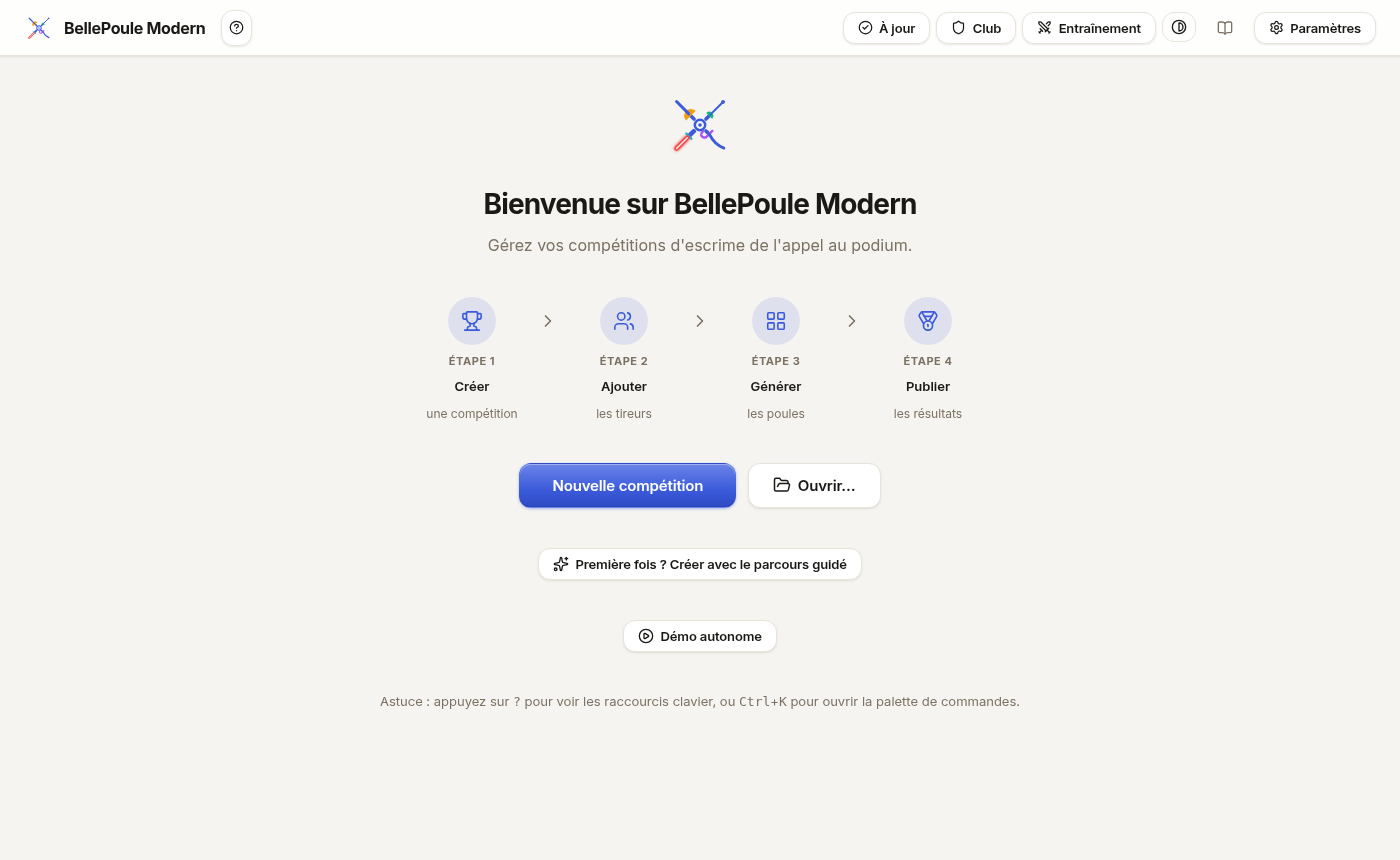 BellePoule Modern
À jour
Club
Entraînement
Paramètres
Bienvenue sur BellePoule Modern
Gérez vos compétitions d'escrime de l'appel au podium.
ÉTAPE 1
Créer
une compétition
ÉTAPE 2
Ajouter
les tireurs
ÉTAPE 3
Générer
les poules
ÉTAPE 4
Publier
les résultats
Nouvelle compétition
Ouvrir...
Première fois ? Créer avec le parcours guidé
Démo autonome
Astuce : appuyez sur ? pour voir les raccourcis clavier, ou Ctrl+K pour ouvrir la palette de commandes.